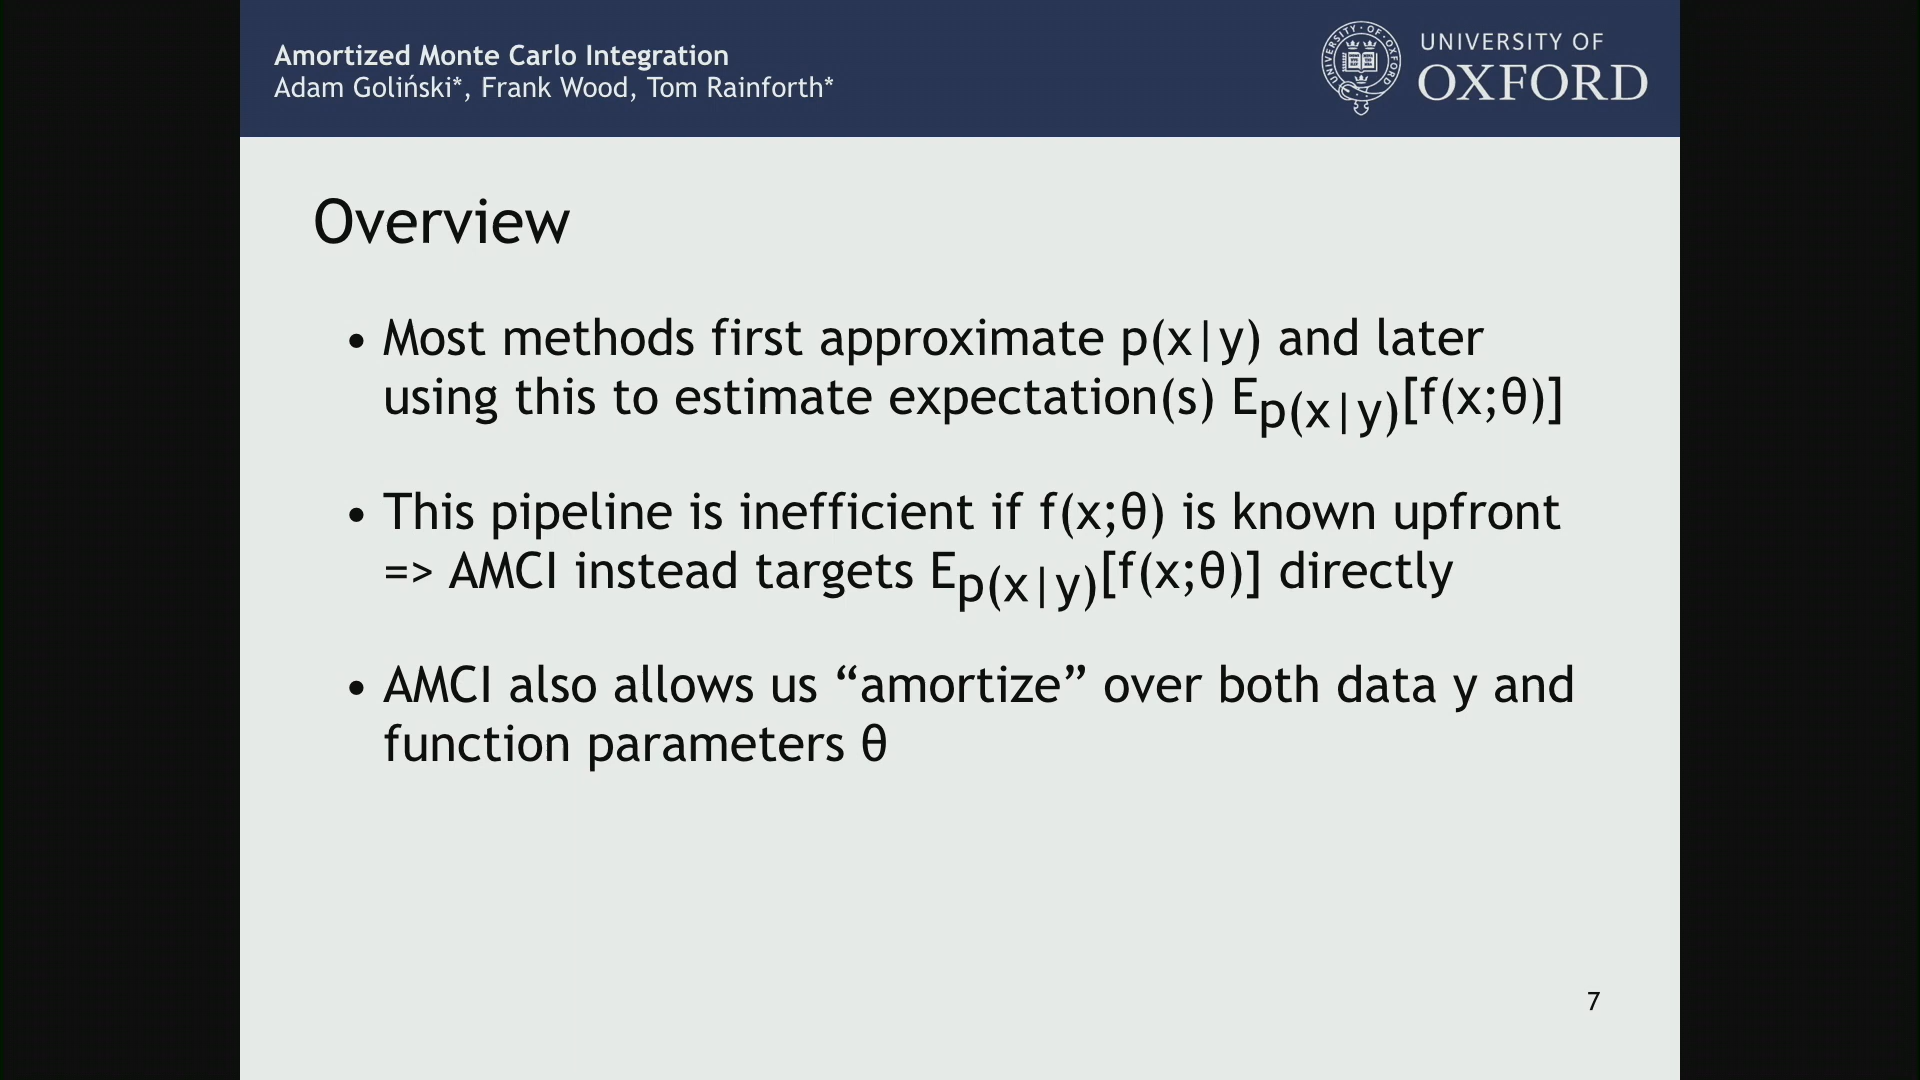 Amortized Monte Carlo Integration
Adam Goliński*, Frank Wood, Tom Rainforth*
UNIVERSITY OF
OXFORD
Overview
• Most methods first approximate p(x|y) and later
using this to estimate expectation(s) Ep(x|y)[f(x;θ)]
• This pipeline is inefficient if f(x;θ) is known upfront
=> AMCI instead targets Ep(x|y)[f(x;θ)] directly
• AMCI also allows us “amortize” over both data y and
function parameters θ
7